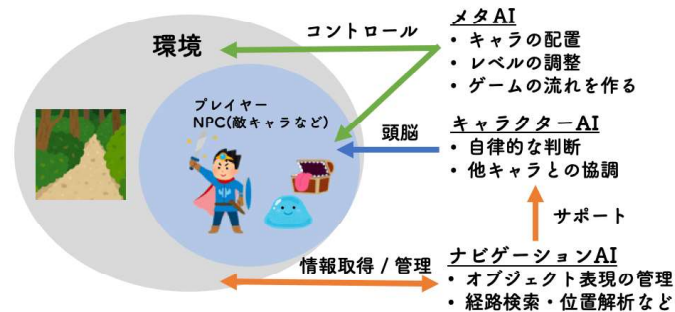 環境
コントロール
プレイヤー
NPC(敵キャラなど)
頭脳
情報取得 / 管理
メタAI
• キャラの配置
• レベルの調整
• ゲームの流れを作る
キャラクターAI
• 自律的な判断
• 他キャラとの協調
サポート
ナビゲーションAI
• オブジェクト表現の管理
• 経路検索・位置解析など